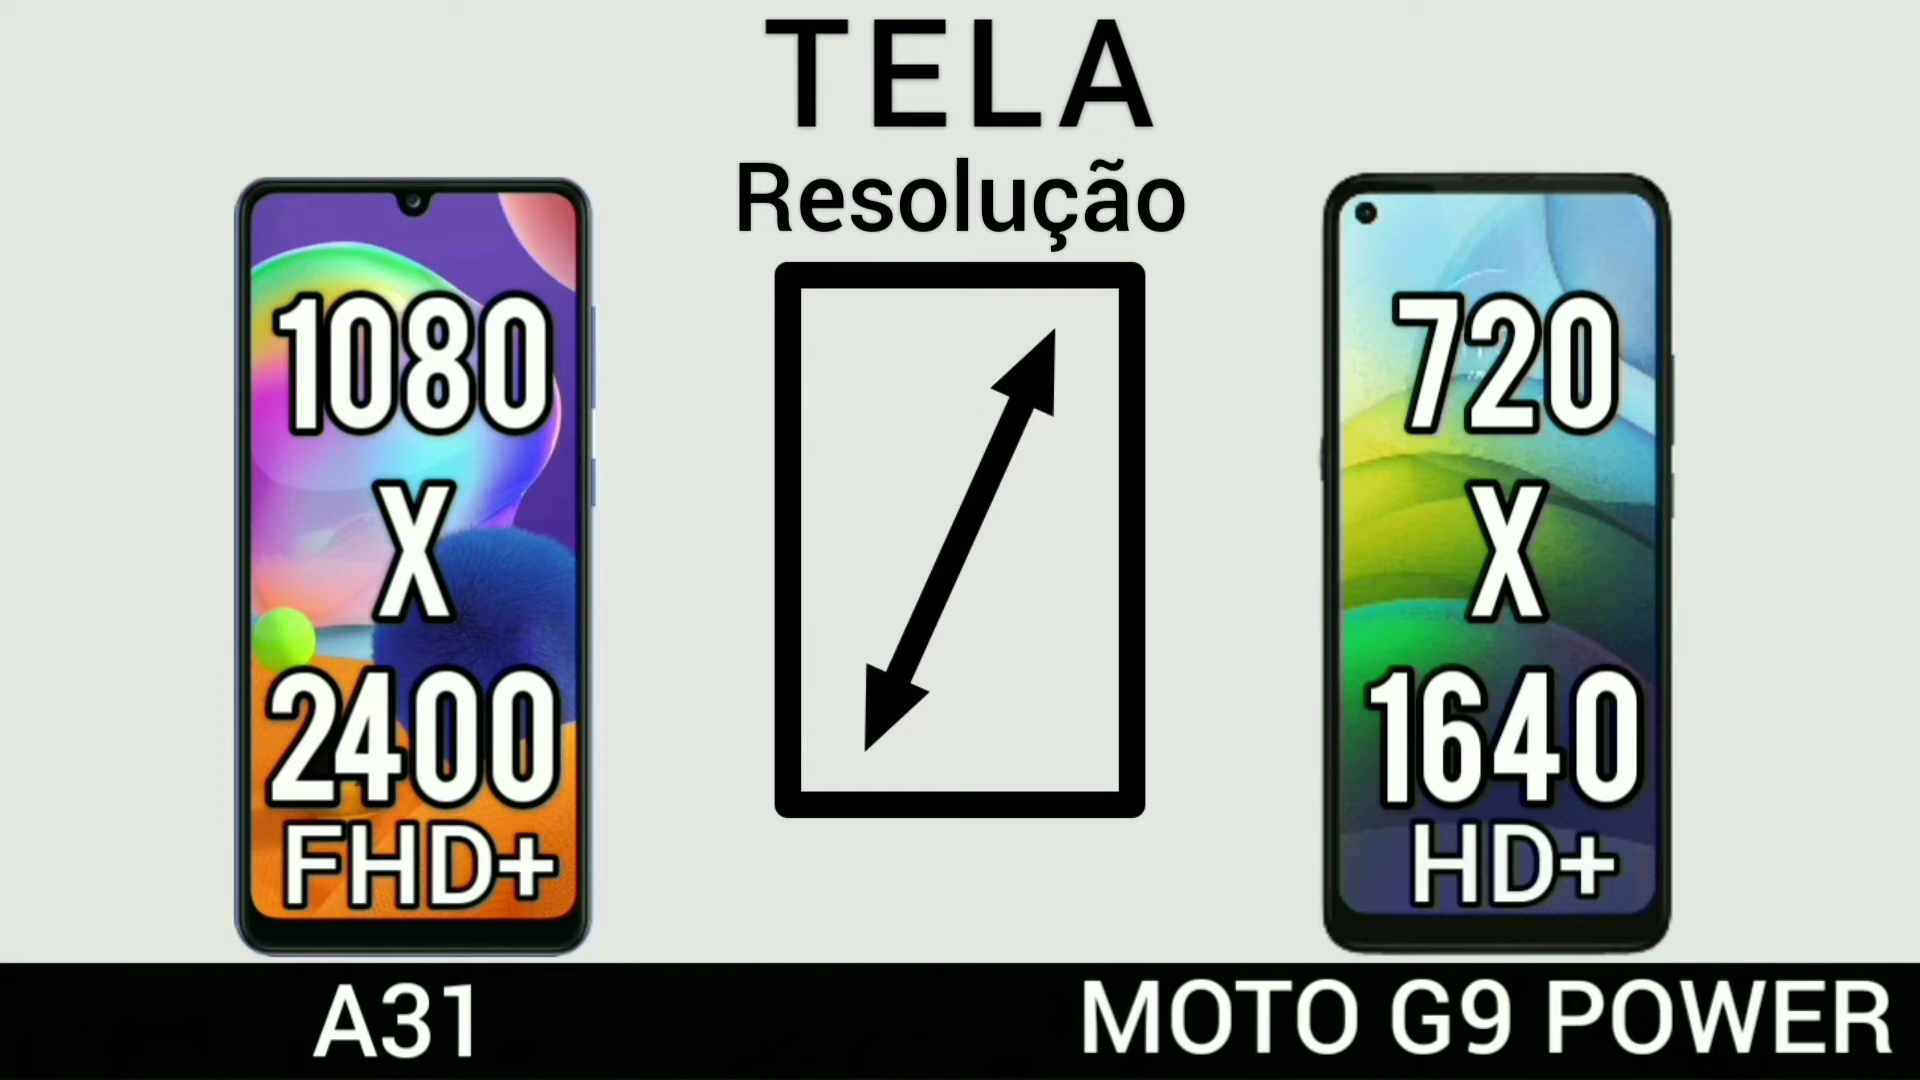 TELA
Resolução
1080
X
2400
FHD+
720
X
1640
HD+
A31
MOTO G9 POWER